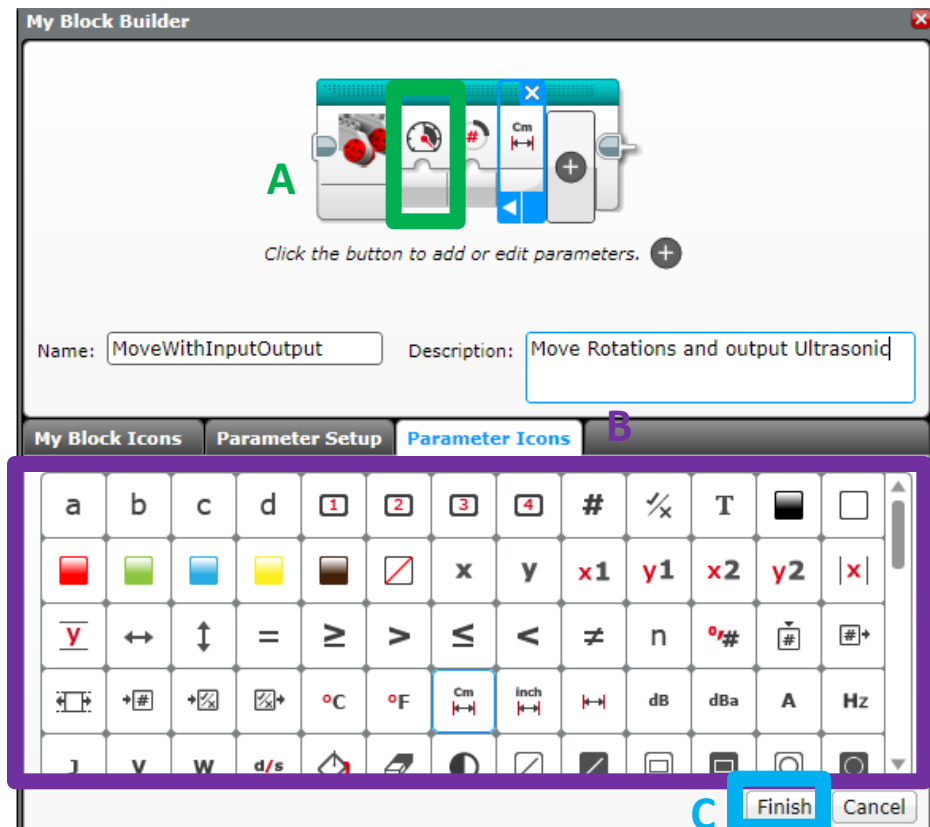 My Block Builder
#
Cm
A
Click the button to add or edit parameters.
Name: MoveWithInputOutput Description: Move Rotations and output Ultrasonic
B
My Block Icons Parameter Setup Parameter Icons
a b c d 1 2 3 4 # T
x y x1 y1 x2 y2 |x|
y = ≥ > ≤ < ≠ n °/# # #
# °C °F Cm inch dB dBa A Hz
J V W d/s
C Finish Cancel